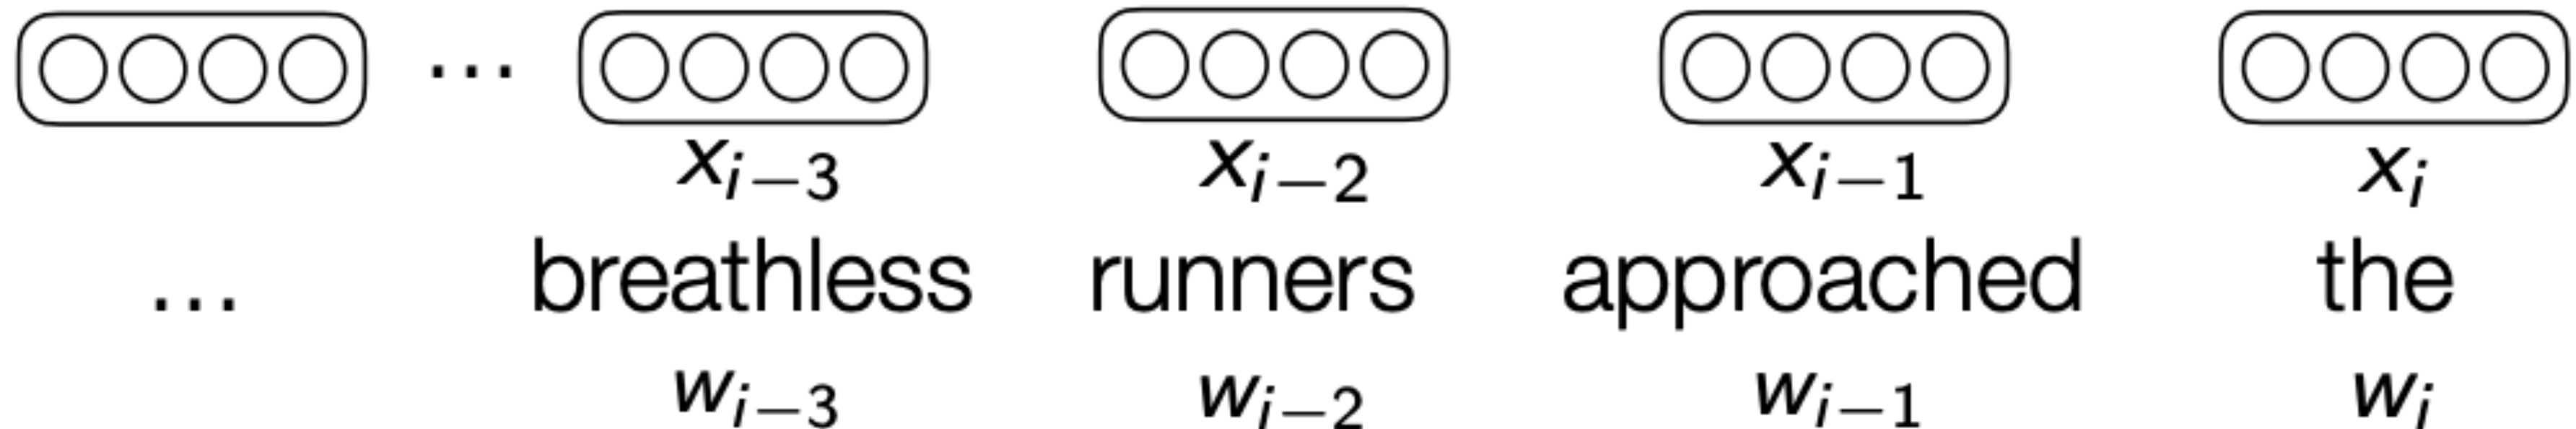 ...
x_{i-3} x_{i-2} x_{i-1} x_i
... breathless runners approached the
w_{i-3} w_{i-2} w_{i-1} w_i